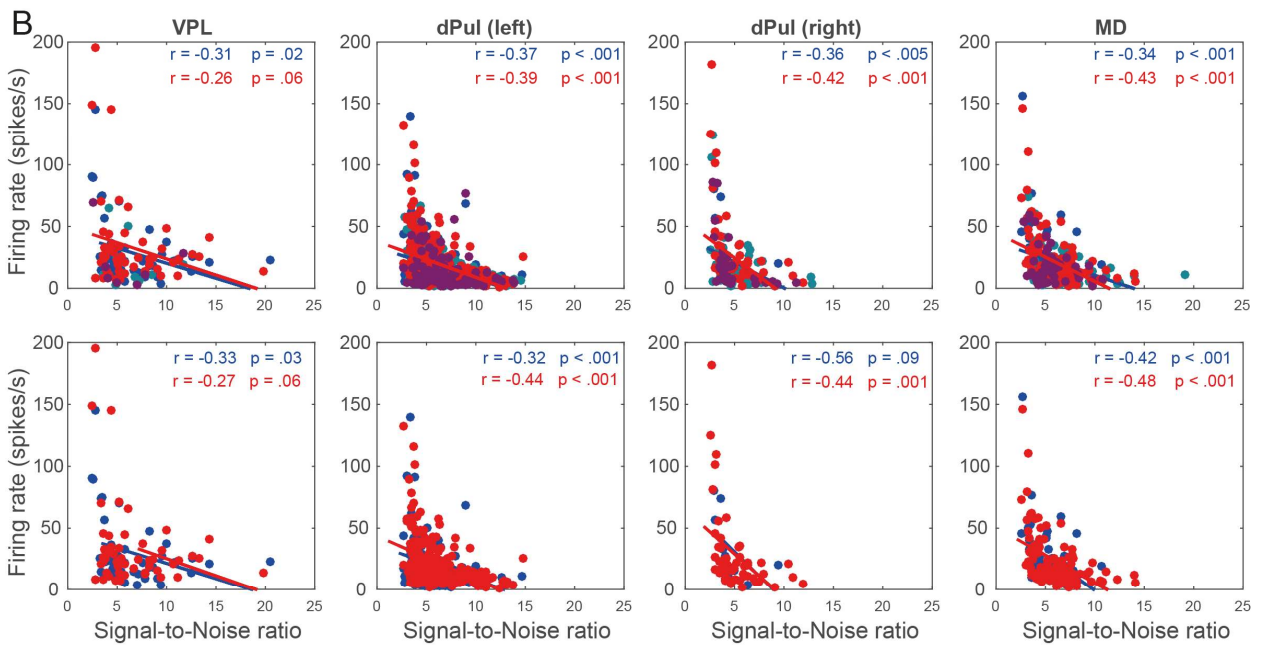 B
VPL
dPul (left)
dPul (right)
MD
Firing rate (spikes/s)
200
150
100
50
0
r = -0.31 p = .02
r = -0.26 p = .06
0 5 10 15 20 25
200
150
100
50
0
r = -0.37 p < .001
r = -0.39 p < .001
0 5 10 15 20 25
200
150
100
50
0
r = -0.36 p < .005
r = -0.42 p < .001
0 5 10 15 20 25
200
150
100
50
0
r = -0.34 p < .001
r = -0.43 p < .001
0 5 10 15 20 25
Firing rate (spikes/s)
200
150
100
50
0
r = -0.33 p = .03
r = -0.27 p = .06
0 5 10 15 20 25
Signal-to-Noise ratio
200
150
100
50
0
r = -0.32 p < .001
r = -0.44 p < .001
0 5 10 15 20 25
Signal-to-Noise ratio
200
150
100
50
0
r = -0.56 p = .09
r = -0.44 p = .001
0 5 10 15 20 25
Signal-to-Noise ratio
200
150
100
50
0
r = -0.42 p < .001
r = -0.48 p < .001
0 5 10 15 20 25
Signal-to-Noise ratio